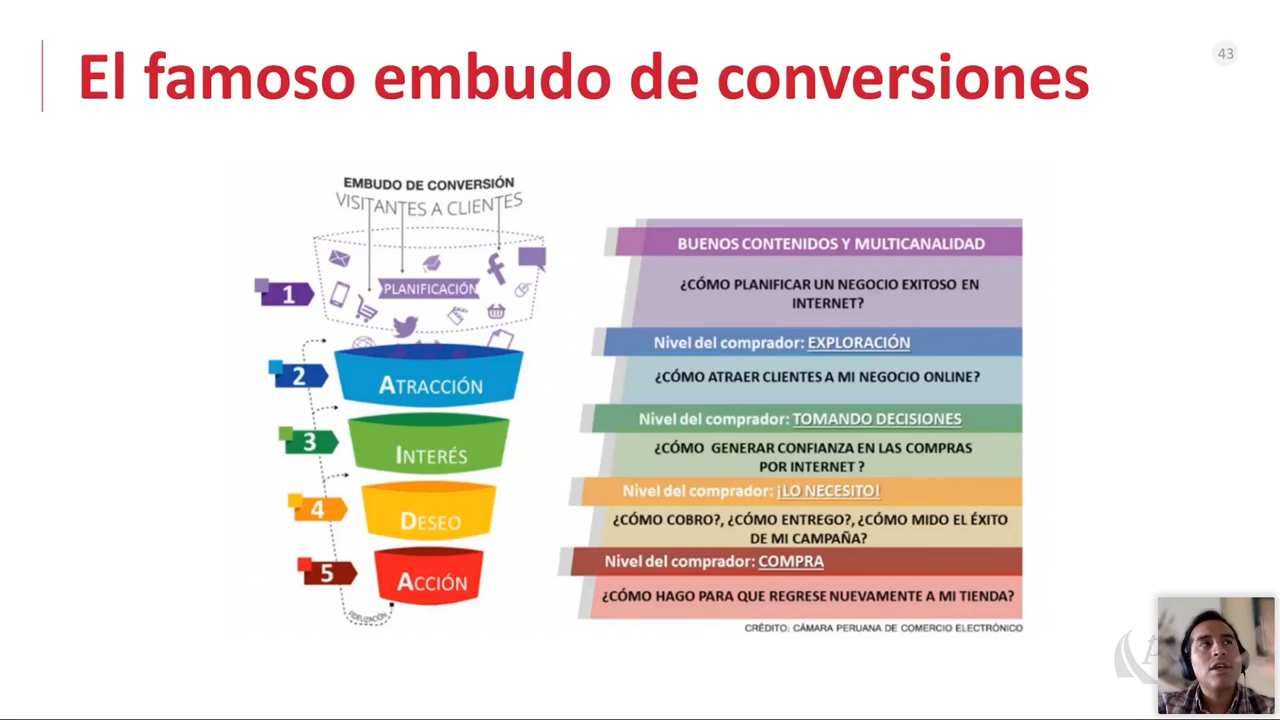 El famoso embudo de conversiones
43
EMBUDO DE CONVERSIÓN
VISITANTES A CLIENTES
1
PLANIFICACIÓN
2
ATRACCIÓN
3
INTERÉS
4
DESEO
5
ACCIÓN
FIDELIZACIÓN
BUENOS CONTENIDOS Y MULTICANALIDAD
¿CÓMO PLANIFICAR UN NEGOCIO EXITOSO EN
INTERNET?
Nivel del comprador: EXPLORACIÓN
¿CÓMO ATRAER CLIENTES A MI NEGOCIO ONLINE?
Nivel del comprador: TOMANDO DECISIONES
¿CÓMO GENERAR CONFIANZA EN LAS COMPRAS
POR INTERNET ?
Nivel del comprador: ¡LO NECESITO!
¿CÓMO COBRO?, ¿CÓMO ENTREGO?, ¿CÓMO MIDO EL ÉXITO
DE MI CAMPAÑA?
Nivel del comprador: COMPRA
¿CÓMO HAGO PARA QUE REGRESE NUEVAMENTE A MI TIENDA?
CRÉDITO: CÁMARA PERUANA DE COMERCIO ELECTRÓNICO